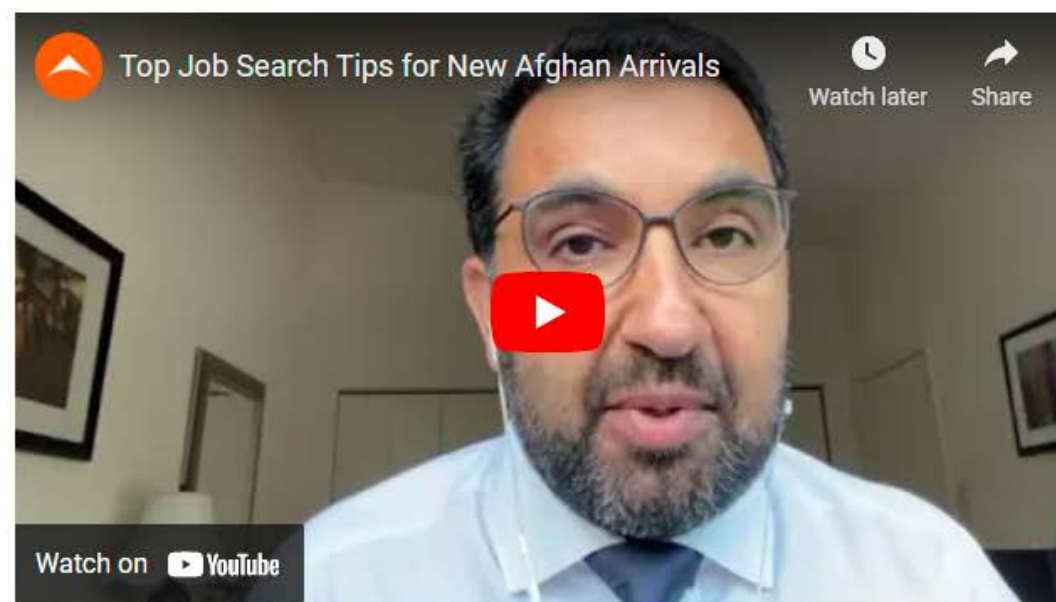 Top Job Search Tips for New Afghan Arrivals
Watch later
Share
Watch on YouTube